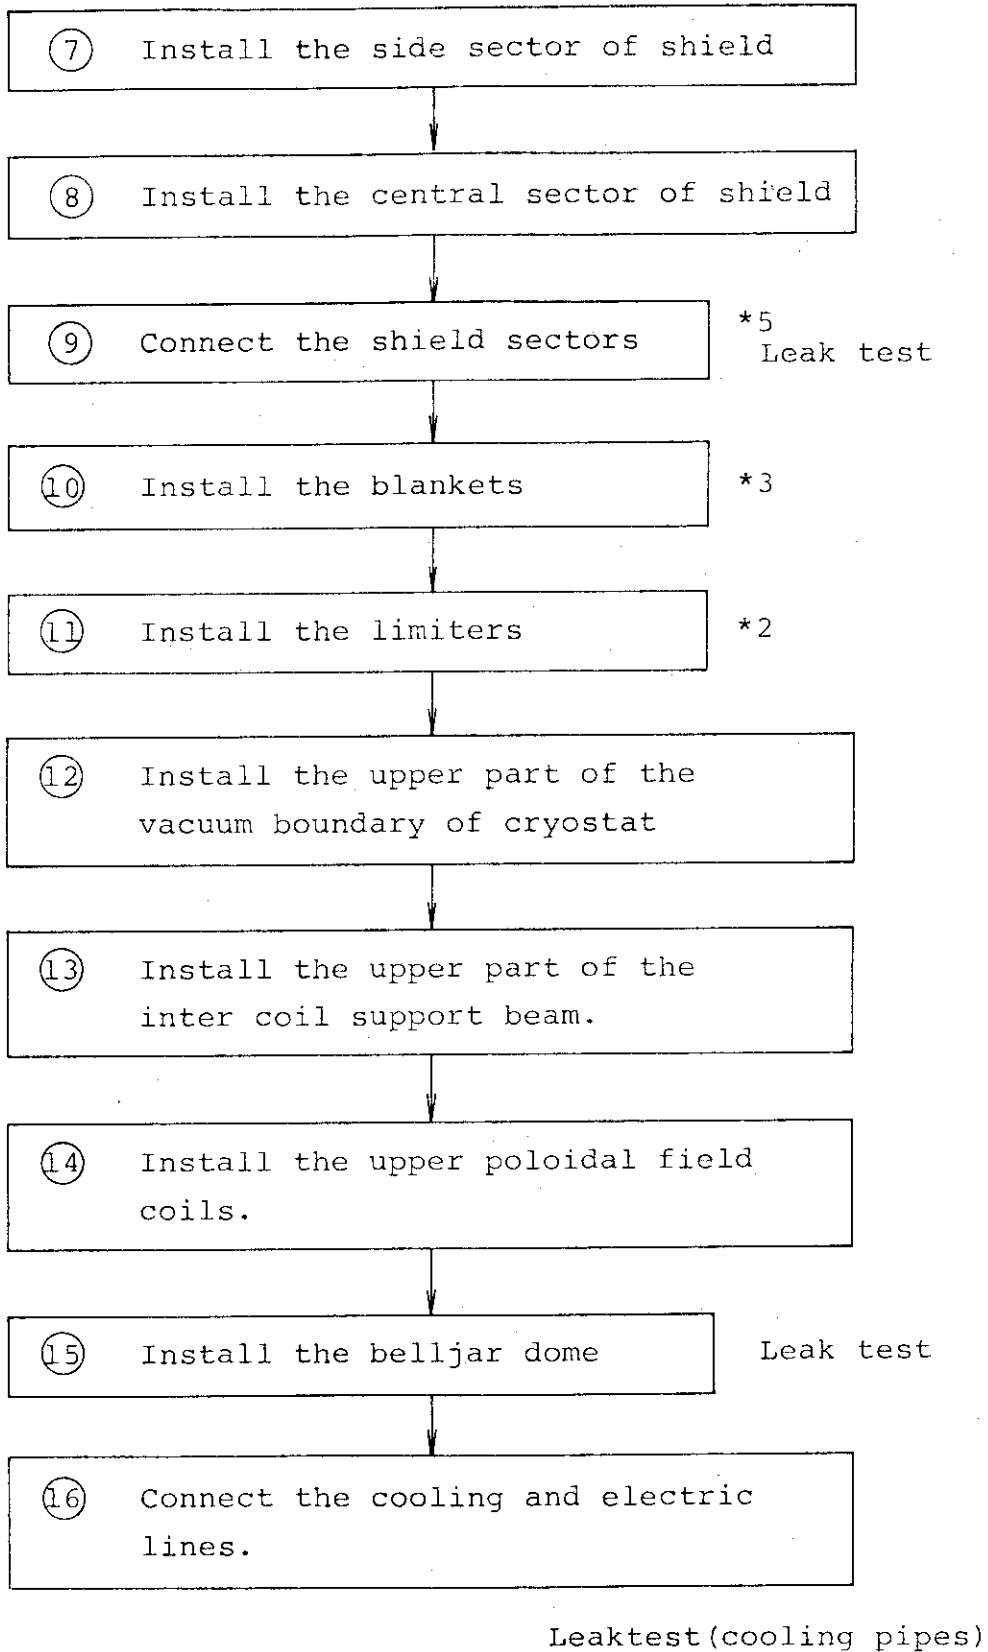 7 Install the side sector of shield
8 Install the central sector of shield
9 Connect the shield sectors
*5
Leak test
10 Install the blankets
*3
11 Install the limiters
*2
12 Install the upper part of the
vacuum boundary of cryostat
13 Install the upper part of the
inter coil support beam.
14 Install the upper poloidal field
coils.
15 Install the belljar dome
Leak test
16 Connect the cooling and electric
lines.
Leaktest(cooling pipes)